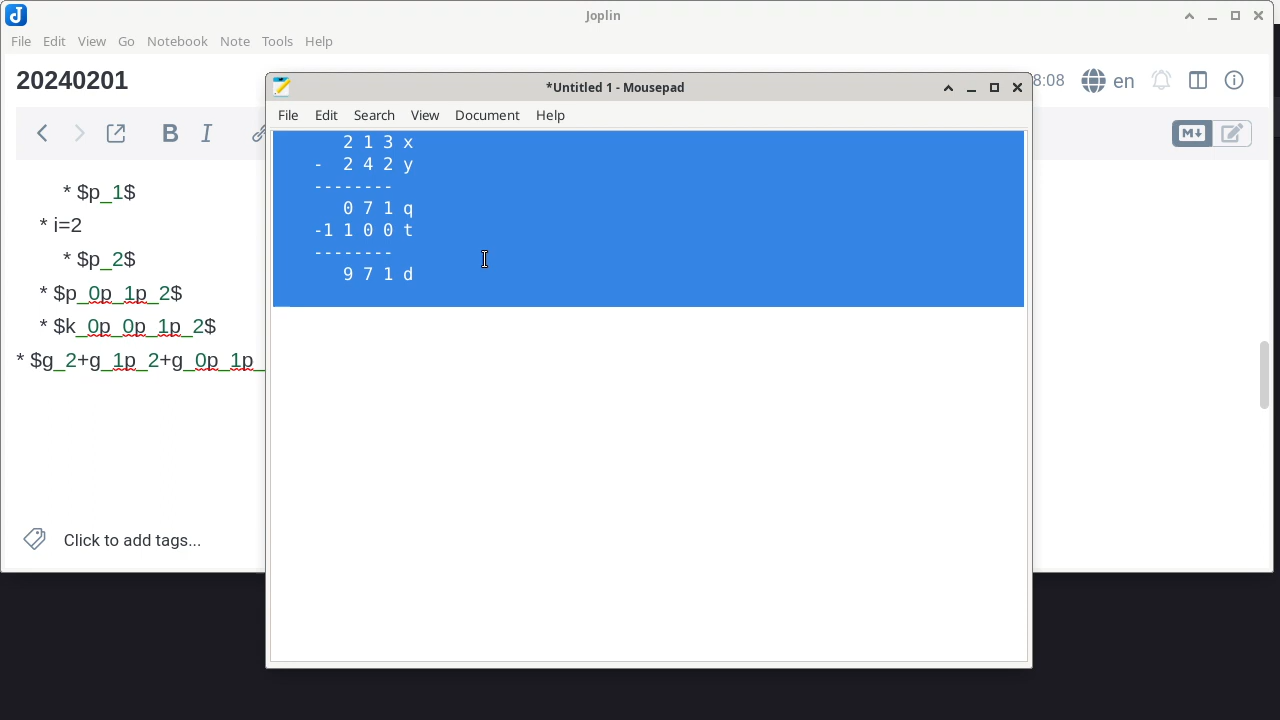 Joplin
File Edit View Go Notebook Note Tools Help
20240201
8:08 en
* $p_1$
* i=2
* $p_2$
* $p_0p_1p_2$
* $k_0p_0p_1p_2$
* $g_2+g_1p_2+g_0p_1p_
Click to add tags...
*Untitled 1 - Mousepad
File Edit Search View Document Help
2 1 3 x
- 2 4 2 y
--------
0 7 1 q
-1 1 0 0 t
--------
9 7 1 d